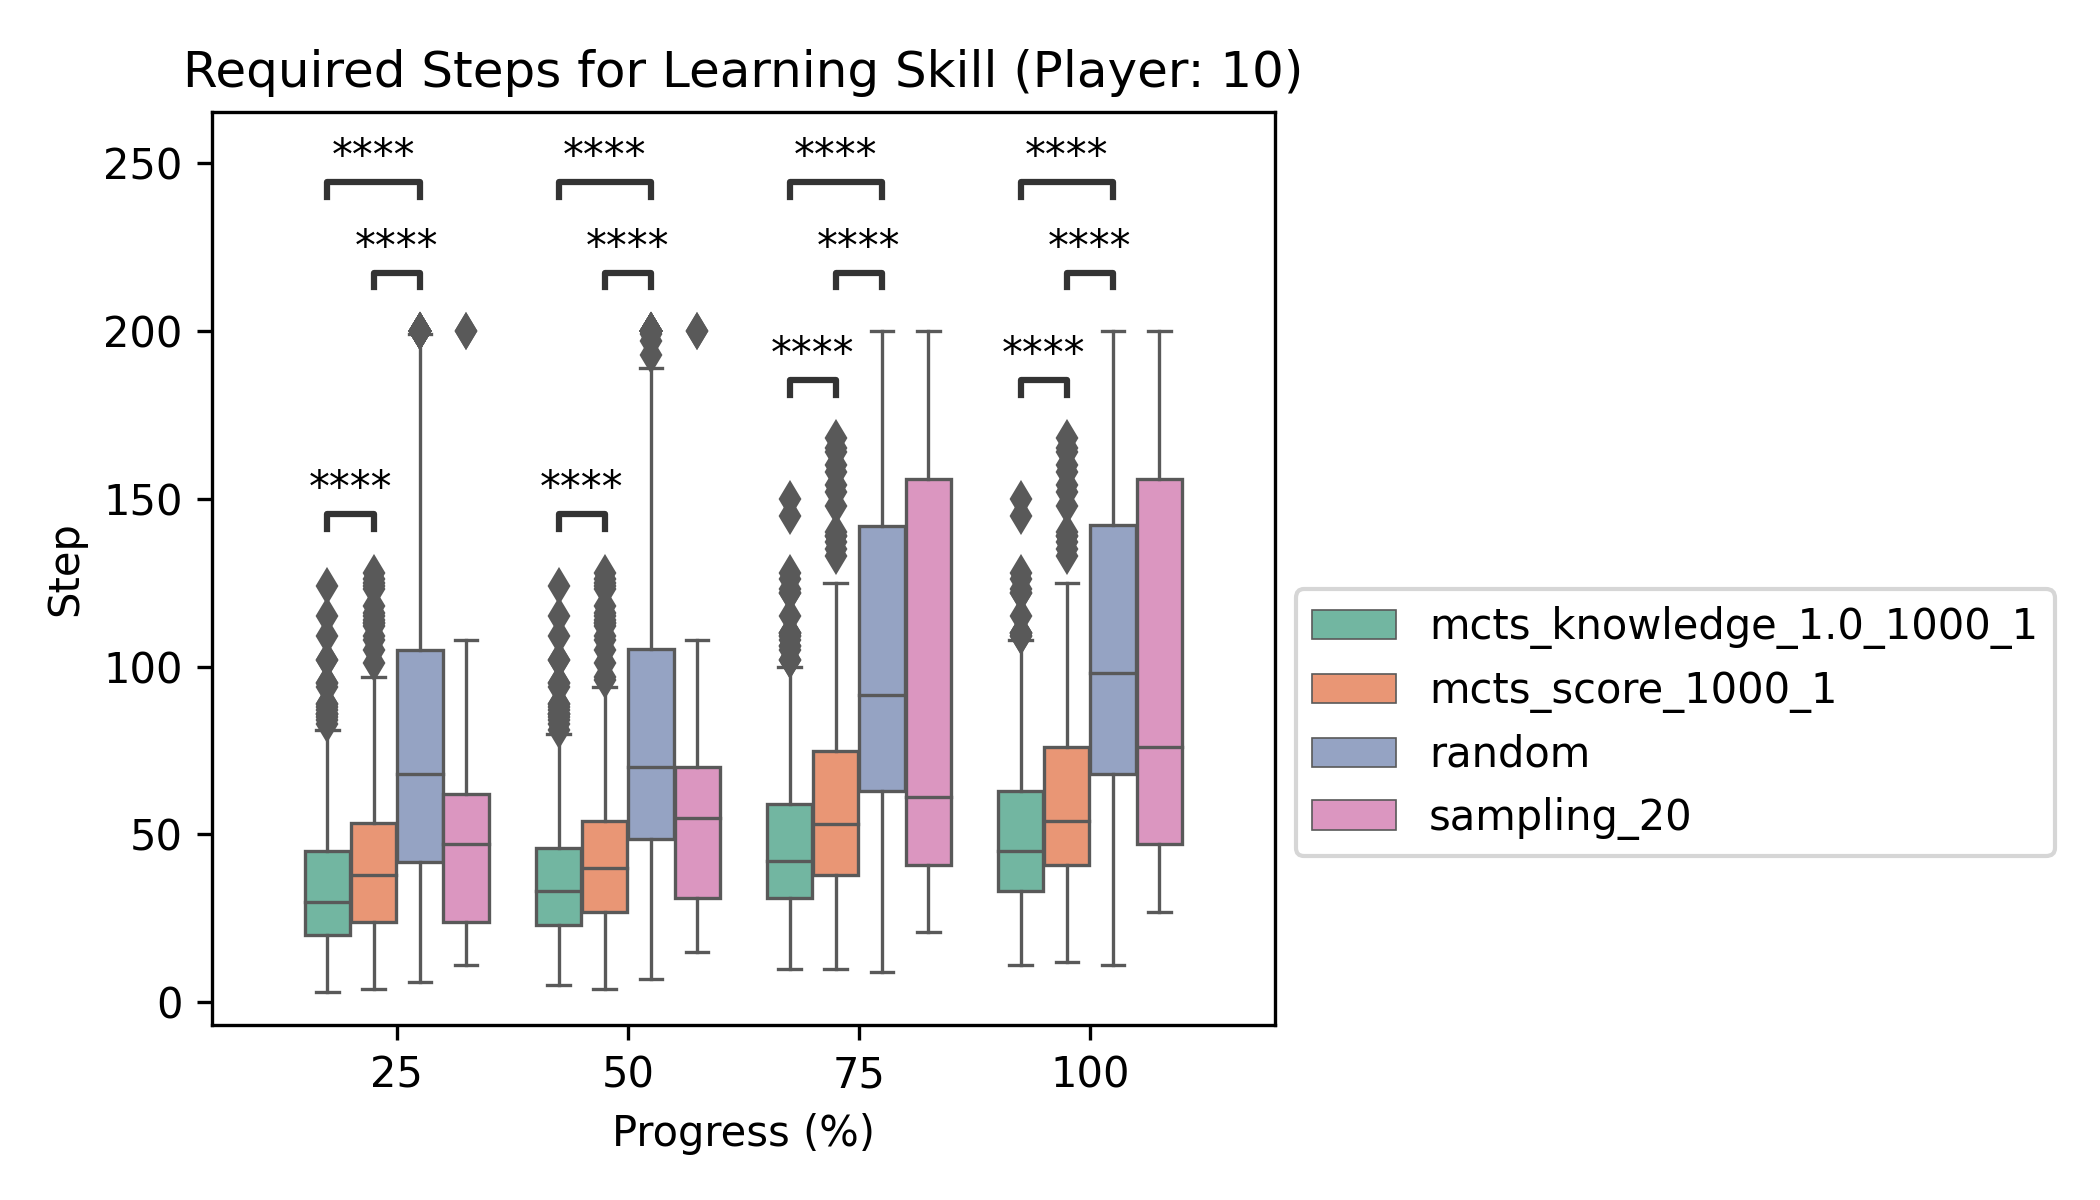 Required Steps for Learning Skill (Player: 10)
250
200
150
100
50
0
Step
**** **** **** ****
**** **** **** ****
**** ****
**** ****
25 50 75 100
Progress (%)
mcts_knowledge_1.0_1000_1
mcts_score_1000_1
random
sampling_20